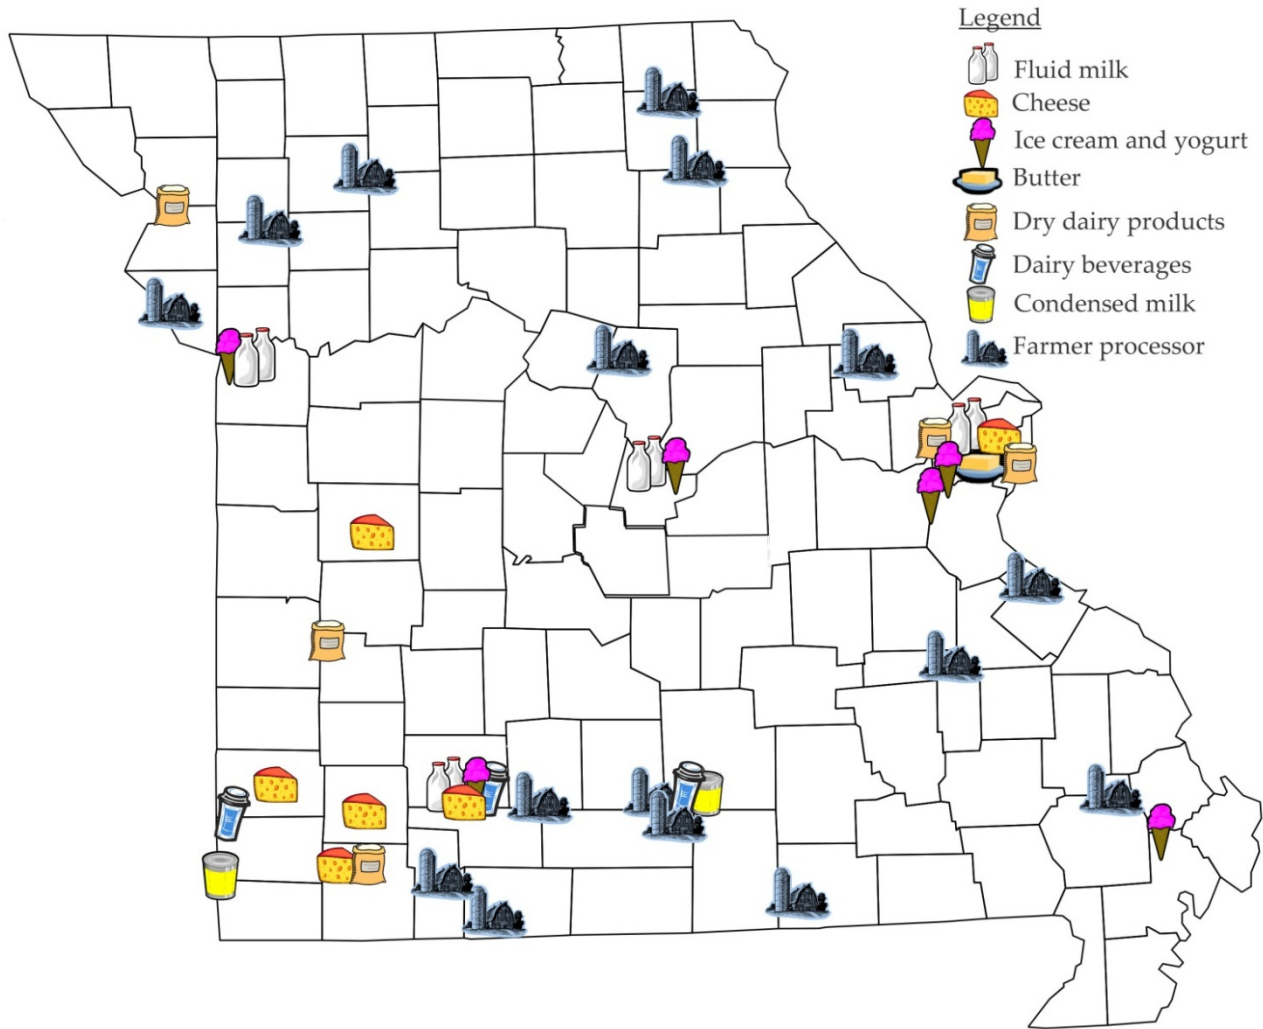 Legend
Fluid milk
Cheese
Ice cream and yogurt
Butter
Dry dairy products
Dairy beverages
Condensed milk
Farmer processor